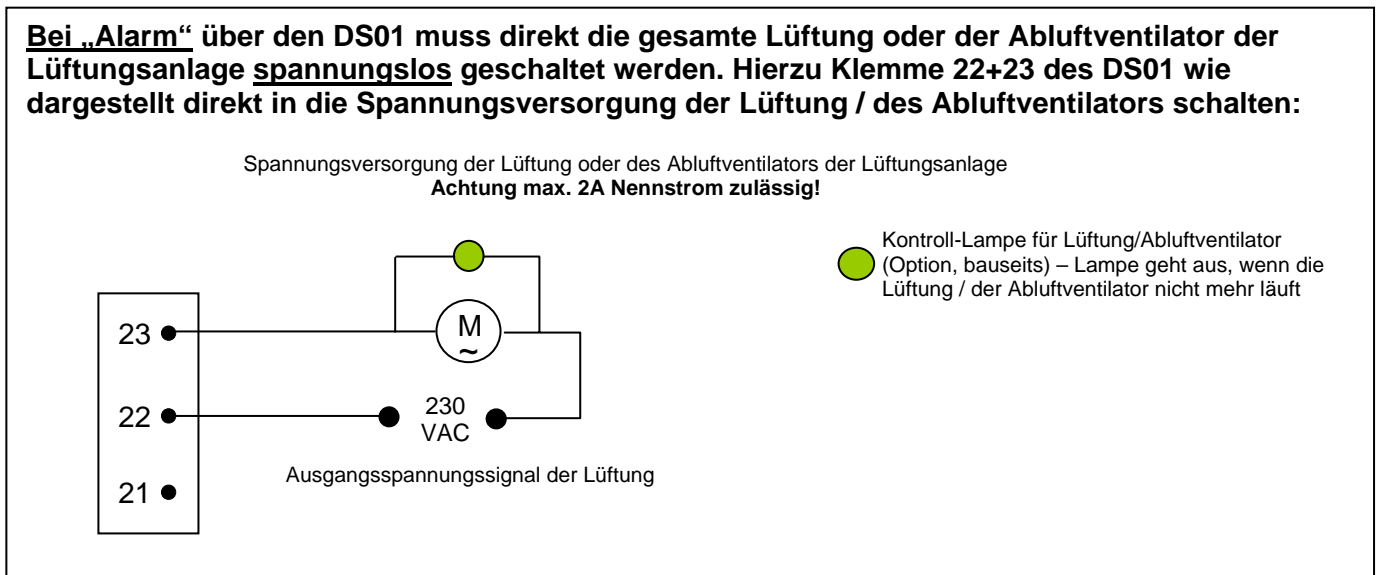 Bei „Alarm“ über den DS01 muss direkt die gesamte Lüftung oder der Abluftventilator der
Lüftungsanlage spannungslos geschaltet werden. Hierzu Klemme 22+23 des DS01 wie
dargestellt direkt in die Spannungsversorgung der Lüftung / des Abluftventilators schalten:
Spannungsversorgung der Lüftung oder des Abluftventilators der Lüftungsanlage
Achtung max. 2A Nennstrom zulässig!
Kontroll-Lampe für Lüftung/Abluftventilator
(Option, bauseits) – Lampe geht aus, wenn die
Lüftung / der Abluftventilator nicht mehr läuft
23
M
~
22
230
VAC
Ausgangsspannungssignal der Lüftung
21